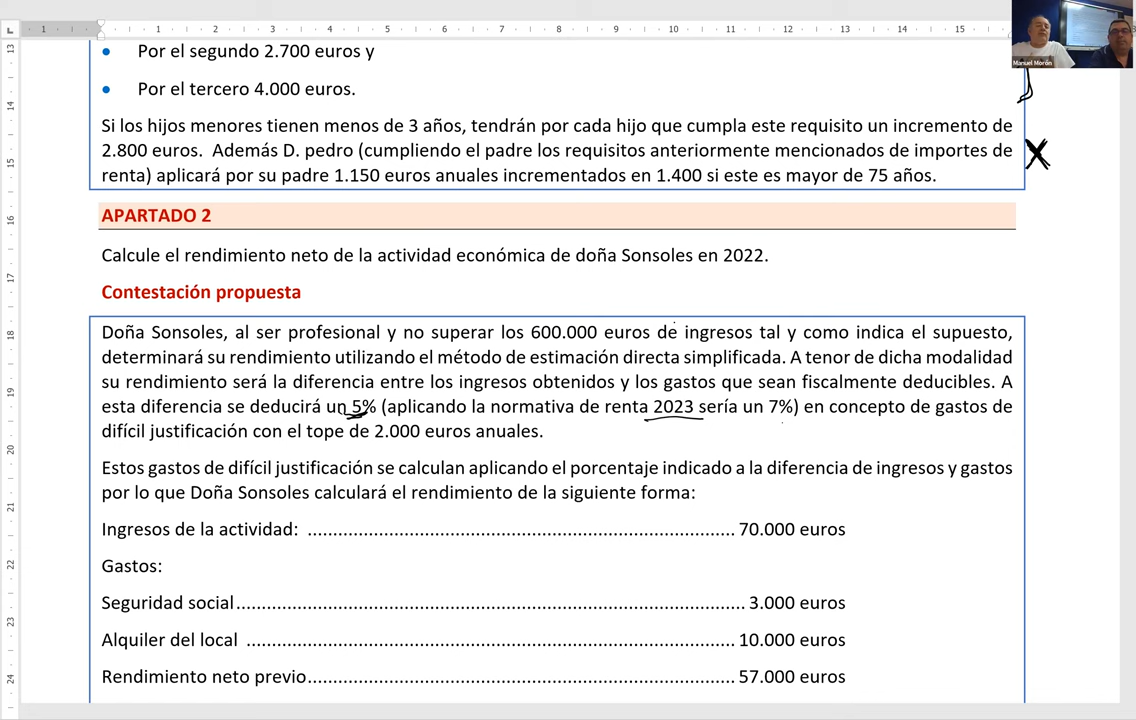 Manuel Morón
Por el segundo 2.700 euros y
Por el tercero 4.000 euros.
Si los hijos menores tienen menos de 3 años, tendrán por cada hijo que cumpla este requisito un incremento de
2.800 euros. Además D. pedro (cumpliendo el padre los requisitos anteriormente mencionados de importes de
renta) aplicará por su padre 1.150 euros anuales incrementados en 1.400 si este es mayor de 75 años.
APARTADO 2
Calcule el rendimiento neto de la actividad económica de doña Sonsoles en 2022.
Contestación propuesta
Doña Sonsoles, al ser profesional y no superar los 600.000 euros de ingresos tal y como indica el supuesto,
determinará su rendimiento utilizando el método de estimación directa simplificada. A tenor de dicha modalidad
su rendimiento será la diferencia entre los ingresos obtenidos y los gastos que sean fiscalmente deducibles. A
esta diferencia se deducirá un 5% (aplicando la normativa de renta 2023 sería un 7%) en concepto de gastos de
difícil justificación con el tope de 2.000 euros anuales.
Estos gastos de difícil justificación se calculan aplicando el porcentaje indicado a la diferencia de ingresos y gastos
por lo que Doña Sonsoles calculará el rendimiento de la siguiente forma:
Ingresos de la actividad: .................................................................................... 70.000 euros
Gastos:
Seguridad social.................................................................................................... 3.000 euros
Alquiler del local ................................................................................................ 10.000 euros
Rendimiento neto previo.................................................................................... 57.000 euros